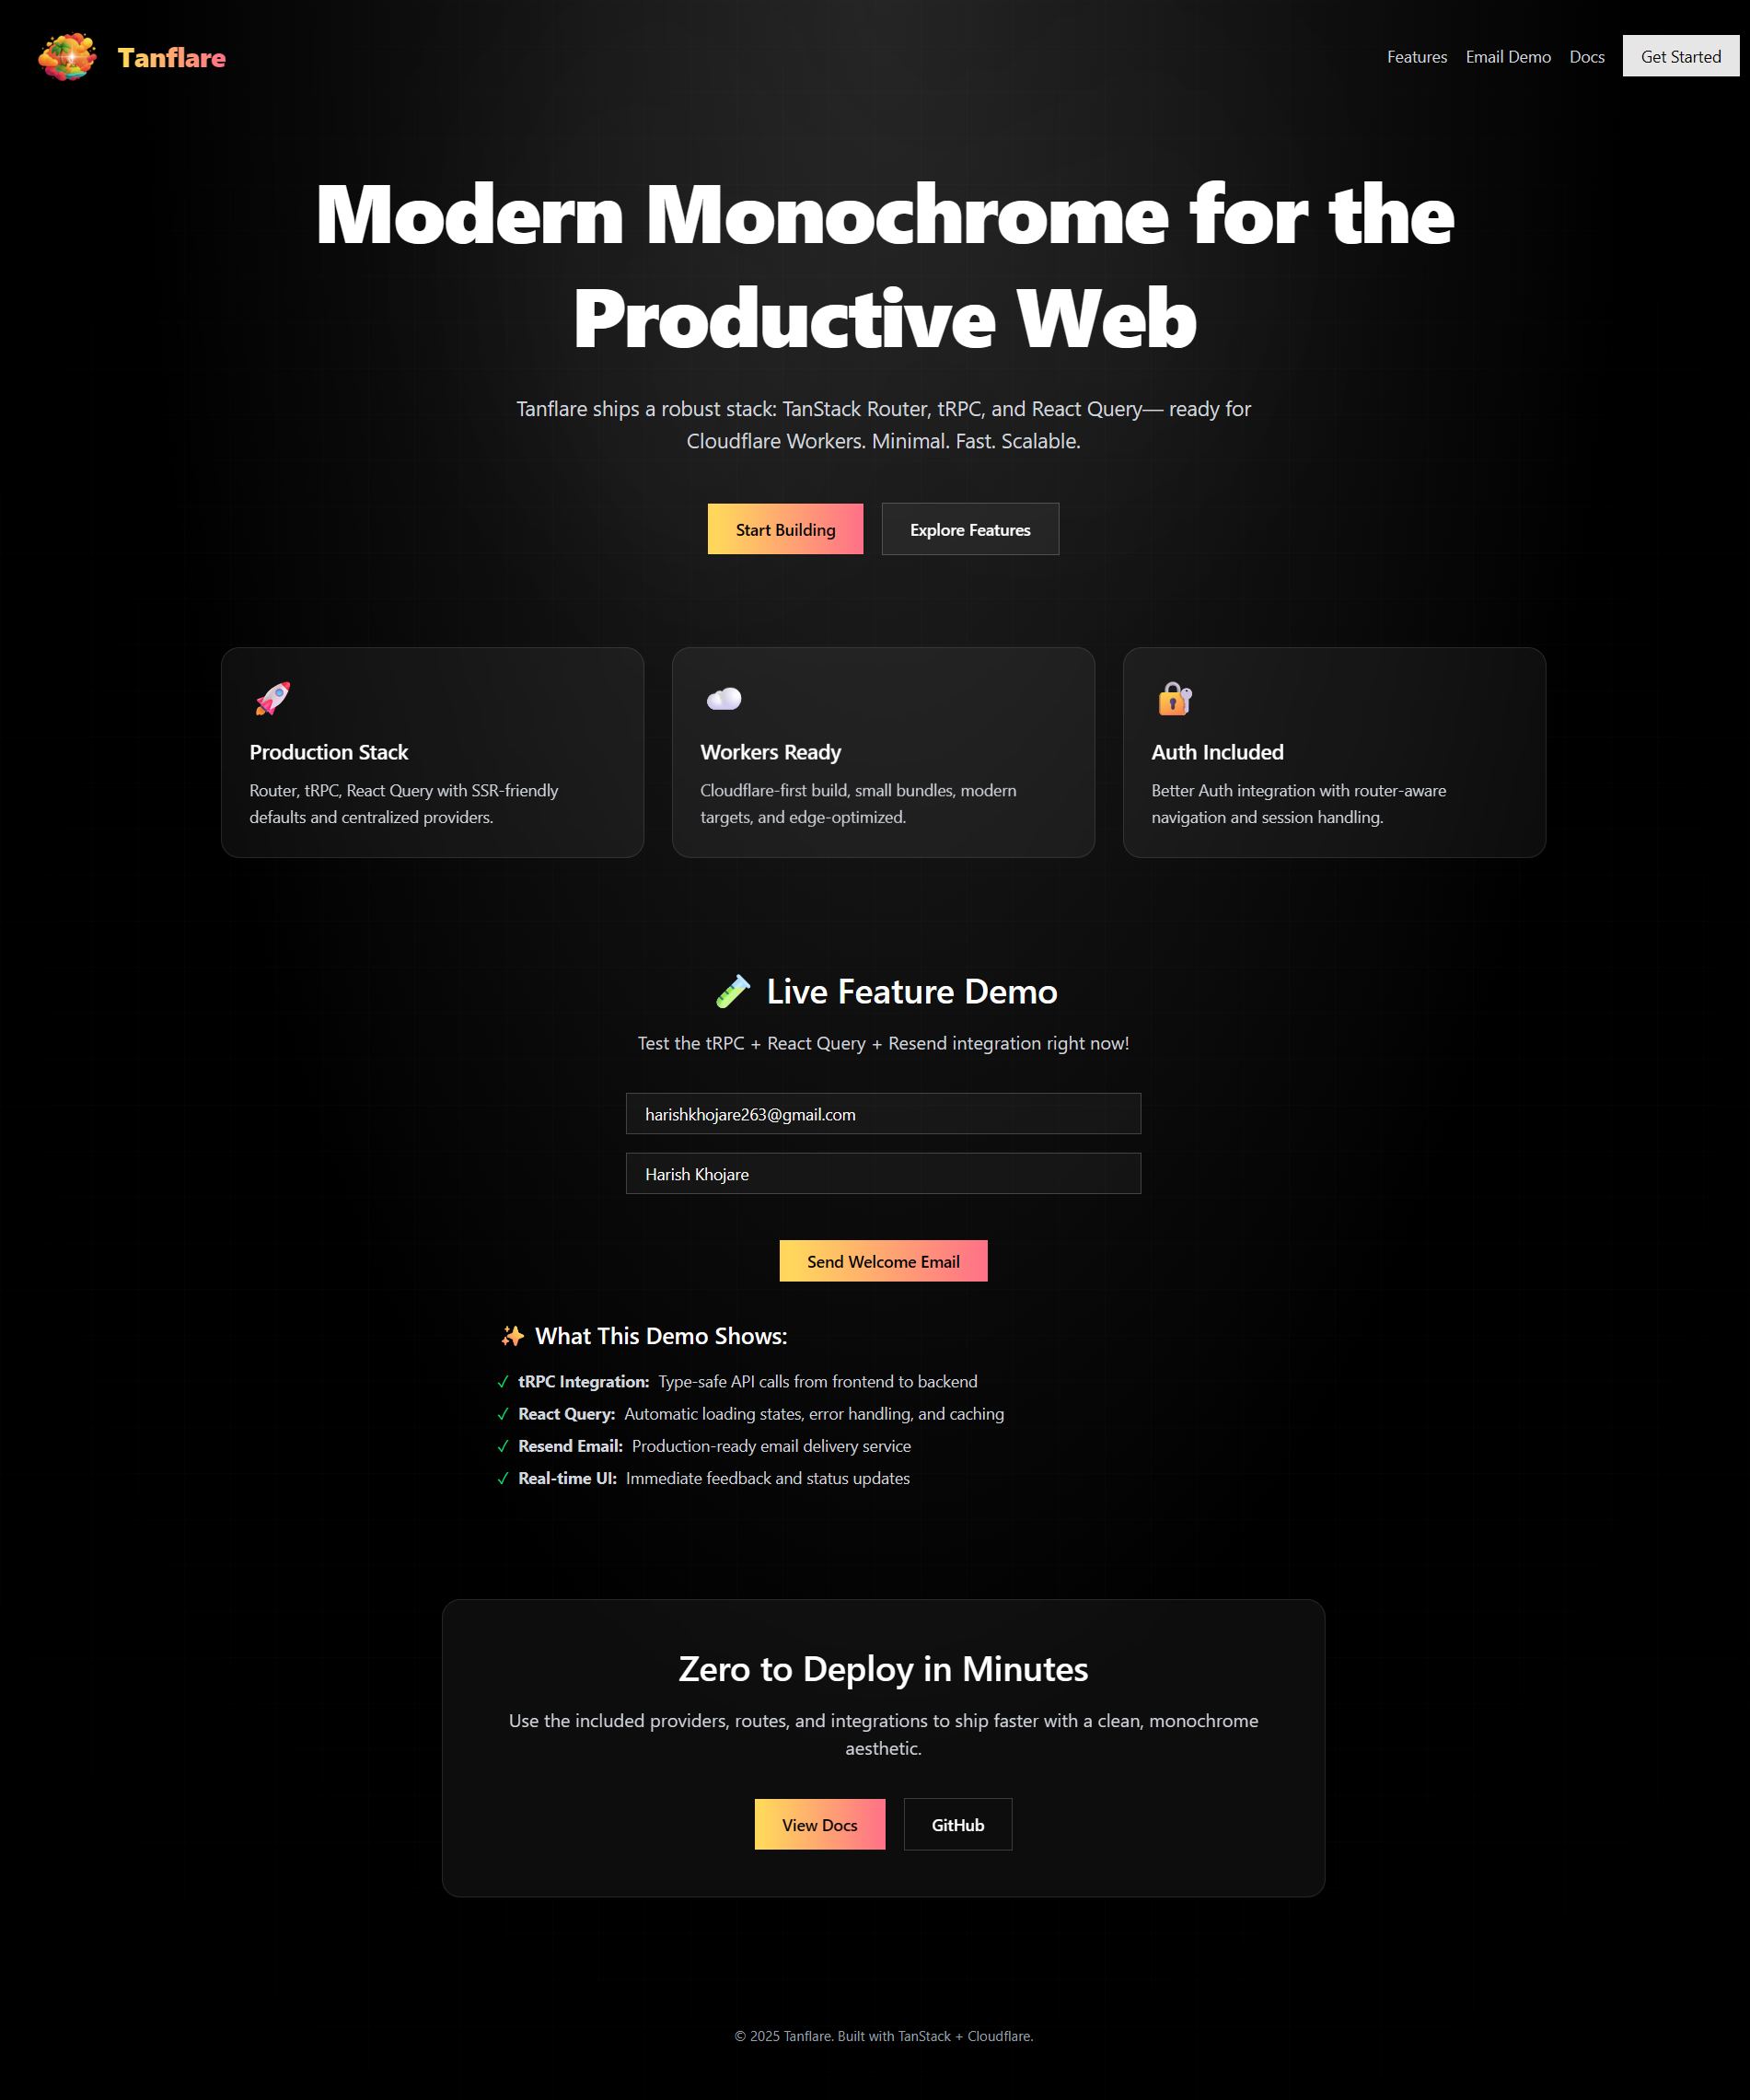 Tanflare
Features Email Demo Docs Get Started
Modern Monochrome for the
Productive Web
Tanflare ships a robust stack: TanStack Router, tRPC, and React Query— ready for
Cloudflare Workers. Minimal. Fast. Scalable.
Start Building Explore Features
Production Stack
Router, tRPC, React Query with SSR-friendly
defaults and centralized providers.
Workers Ready
Cloudflare-first build, small bundles, modern
targets, and edge-optimized.
Auth Included
Better Auth integration with router-aware
navigation and session handling.
Live Feature Demo
Test the tRPC + React Query + Resend integration right now!
harishkhojare263@gmail.com
Harish Khojare
Send Welcome Email
✨ What This Demo Shows:
✓ tRPC Integration: Type-safe API calls from frontend to backend
✓ React Query: Automatic loading states, error handling, and caching
✓ Resend Email: Production-ready email delivery service
✓ Real-time UI: Immediate feedback and status updates
Zero to Deploy in Minutes
Use the included providers, routes, and integrations to ship faster with a clean, monochrome
aesthetic.
View Docs GitHub
© 2025 Tanflare. Built with TanStack + Cloudflare.